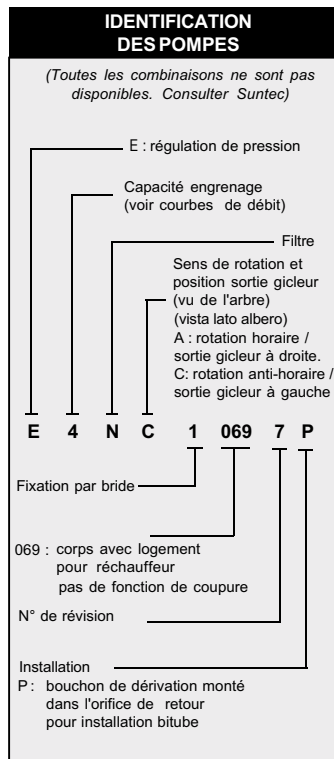 IDENTIFICATION
DES POMPES
(Toutes les combinaisons ne sont pas
disponibles. Consulter Suntec)
E : régulation de pression
Capacité engrenage
(voir courbes de débit)
Filtre
Sens de rotation et
position sortie gicleur
(vu de l'arbre)
(vista lato albero)
A : rotation horaire /
sortie gicleur à droite.
C: rotation anti-horaire /
sortie gicleur à gauche
E 4 N C 1 069 7 P
Fixation par bride
069 : corps avec logement
pour réchauffeur
pas de fonction de coupure
N° de révision
Installation
P : bouchon de dérivation monté
dans l'orifice de retour
pour installation bitube